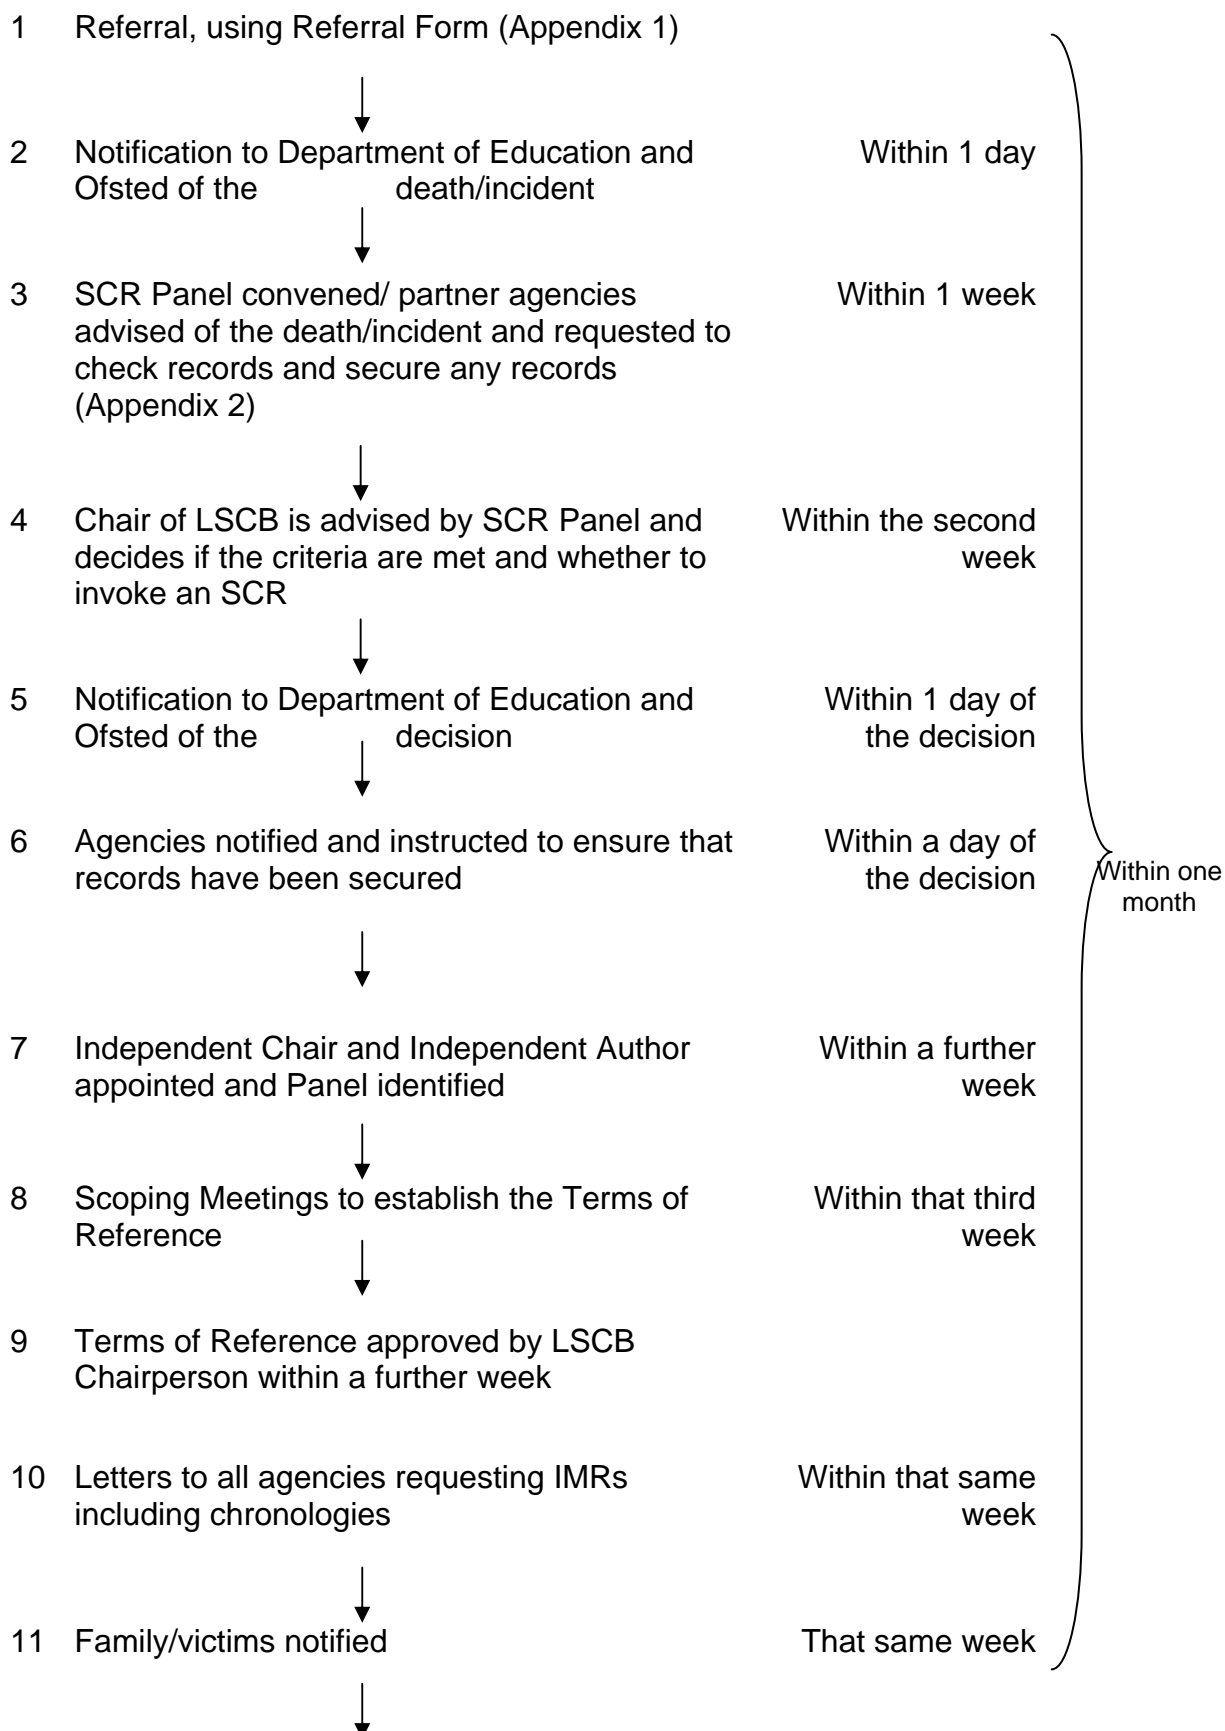 1 Referral, using Referral Form (Appendix 1)
2 Notification to Department of Education and Within 1 day
Ofsted of the death/incident
3 SCR Panel convened/ partner agencies Within 1 week
advised of the death/incident and requested to
check records and secure any records
(Appendix 2)
4 Chair of LSCB is advised by SCR Panel and Within the second
decides if the criteria are met and whether to week
invoke an SCR
5 Notification to Department of Education and Within 1 day of
Ofsted of the decision the decision
6 Agencies notified and instructed to ensure that Within a day of
records have been secured the decision
Within one
month
7 Independent Chair and Independent Author Within a further
appointed and Panel identified week
8 Scoping Meetings to establish the Terms of Within that third
Reference week
9 Terms of Reference approved by LSCB
Chairperson within a further week
10 Letters to all agencies requesting IMRs Within that same
including chronologies week
11 Family/victims notified That same week